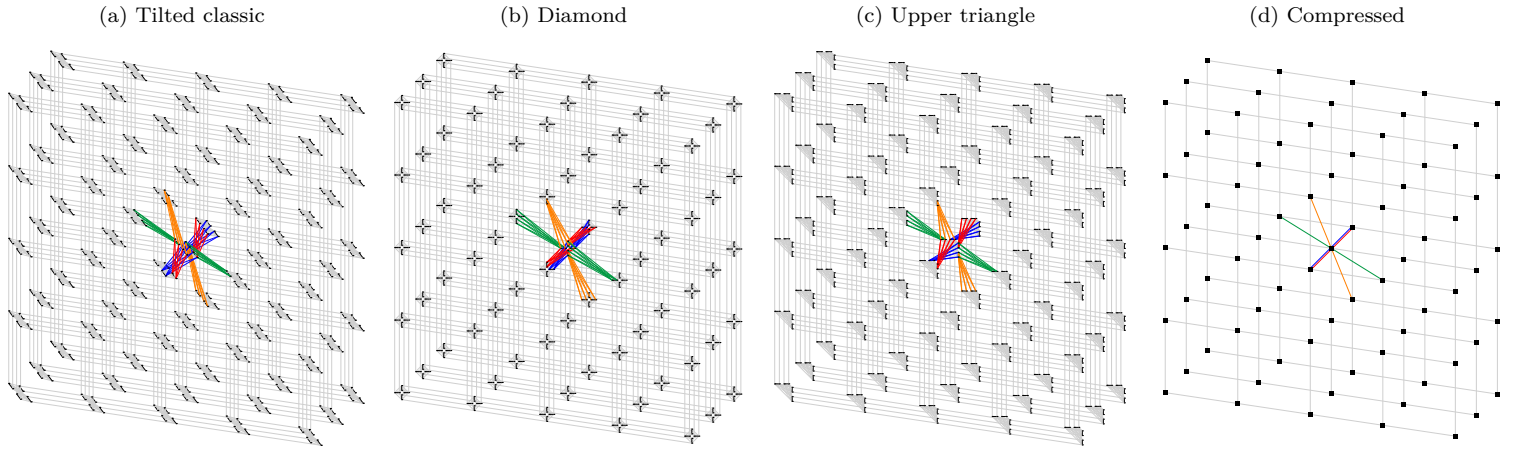 (a) Tilted classic
(b) Diamond
(c) Upper triangle
(d) Compressed